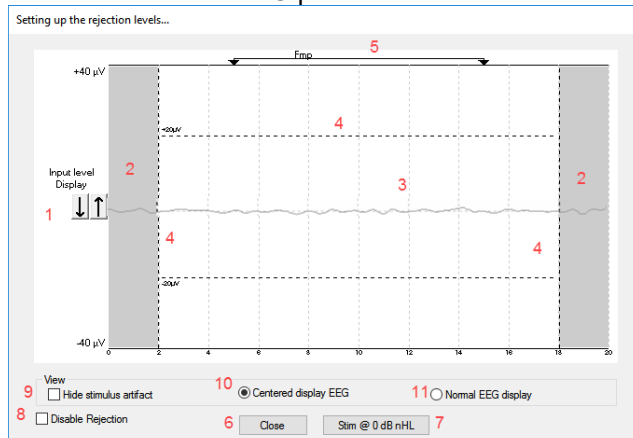 Setting up the rejection levels...
5
Fmp
+40 µV
4
+20µV
2
3
2
Input level
Display
1 ↓ ↑
4
4
-20µV
-40 µV
0 2 4 6 8 10 12 14 16 18 20
View
9 Hide stimulus artifact 10 Centered display EEG 11 Normal EEG display
8 Disable Rejection 6 Close Stim @ 0 dB nHL 7